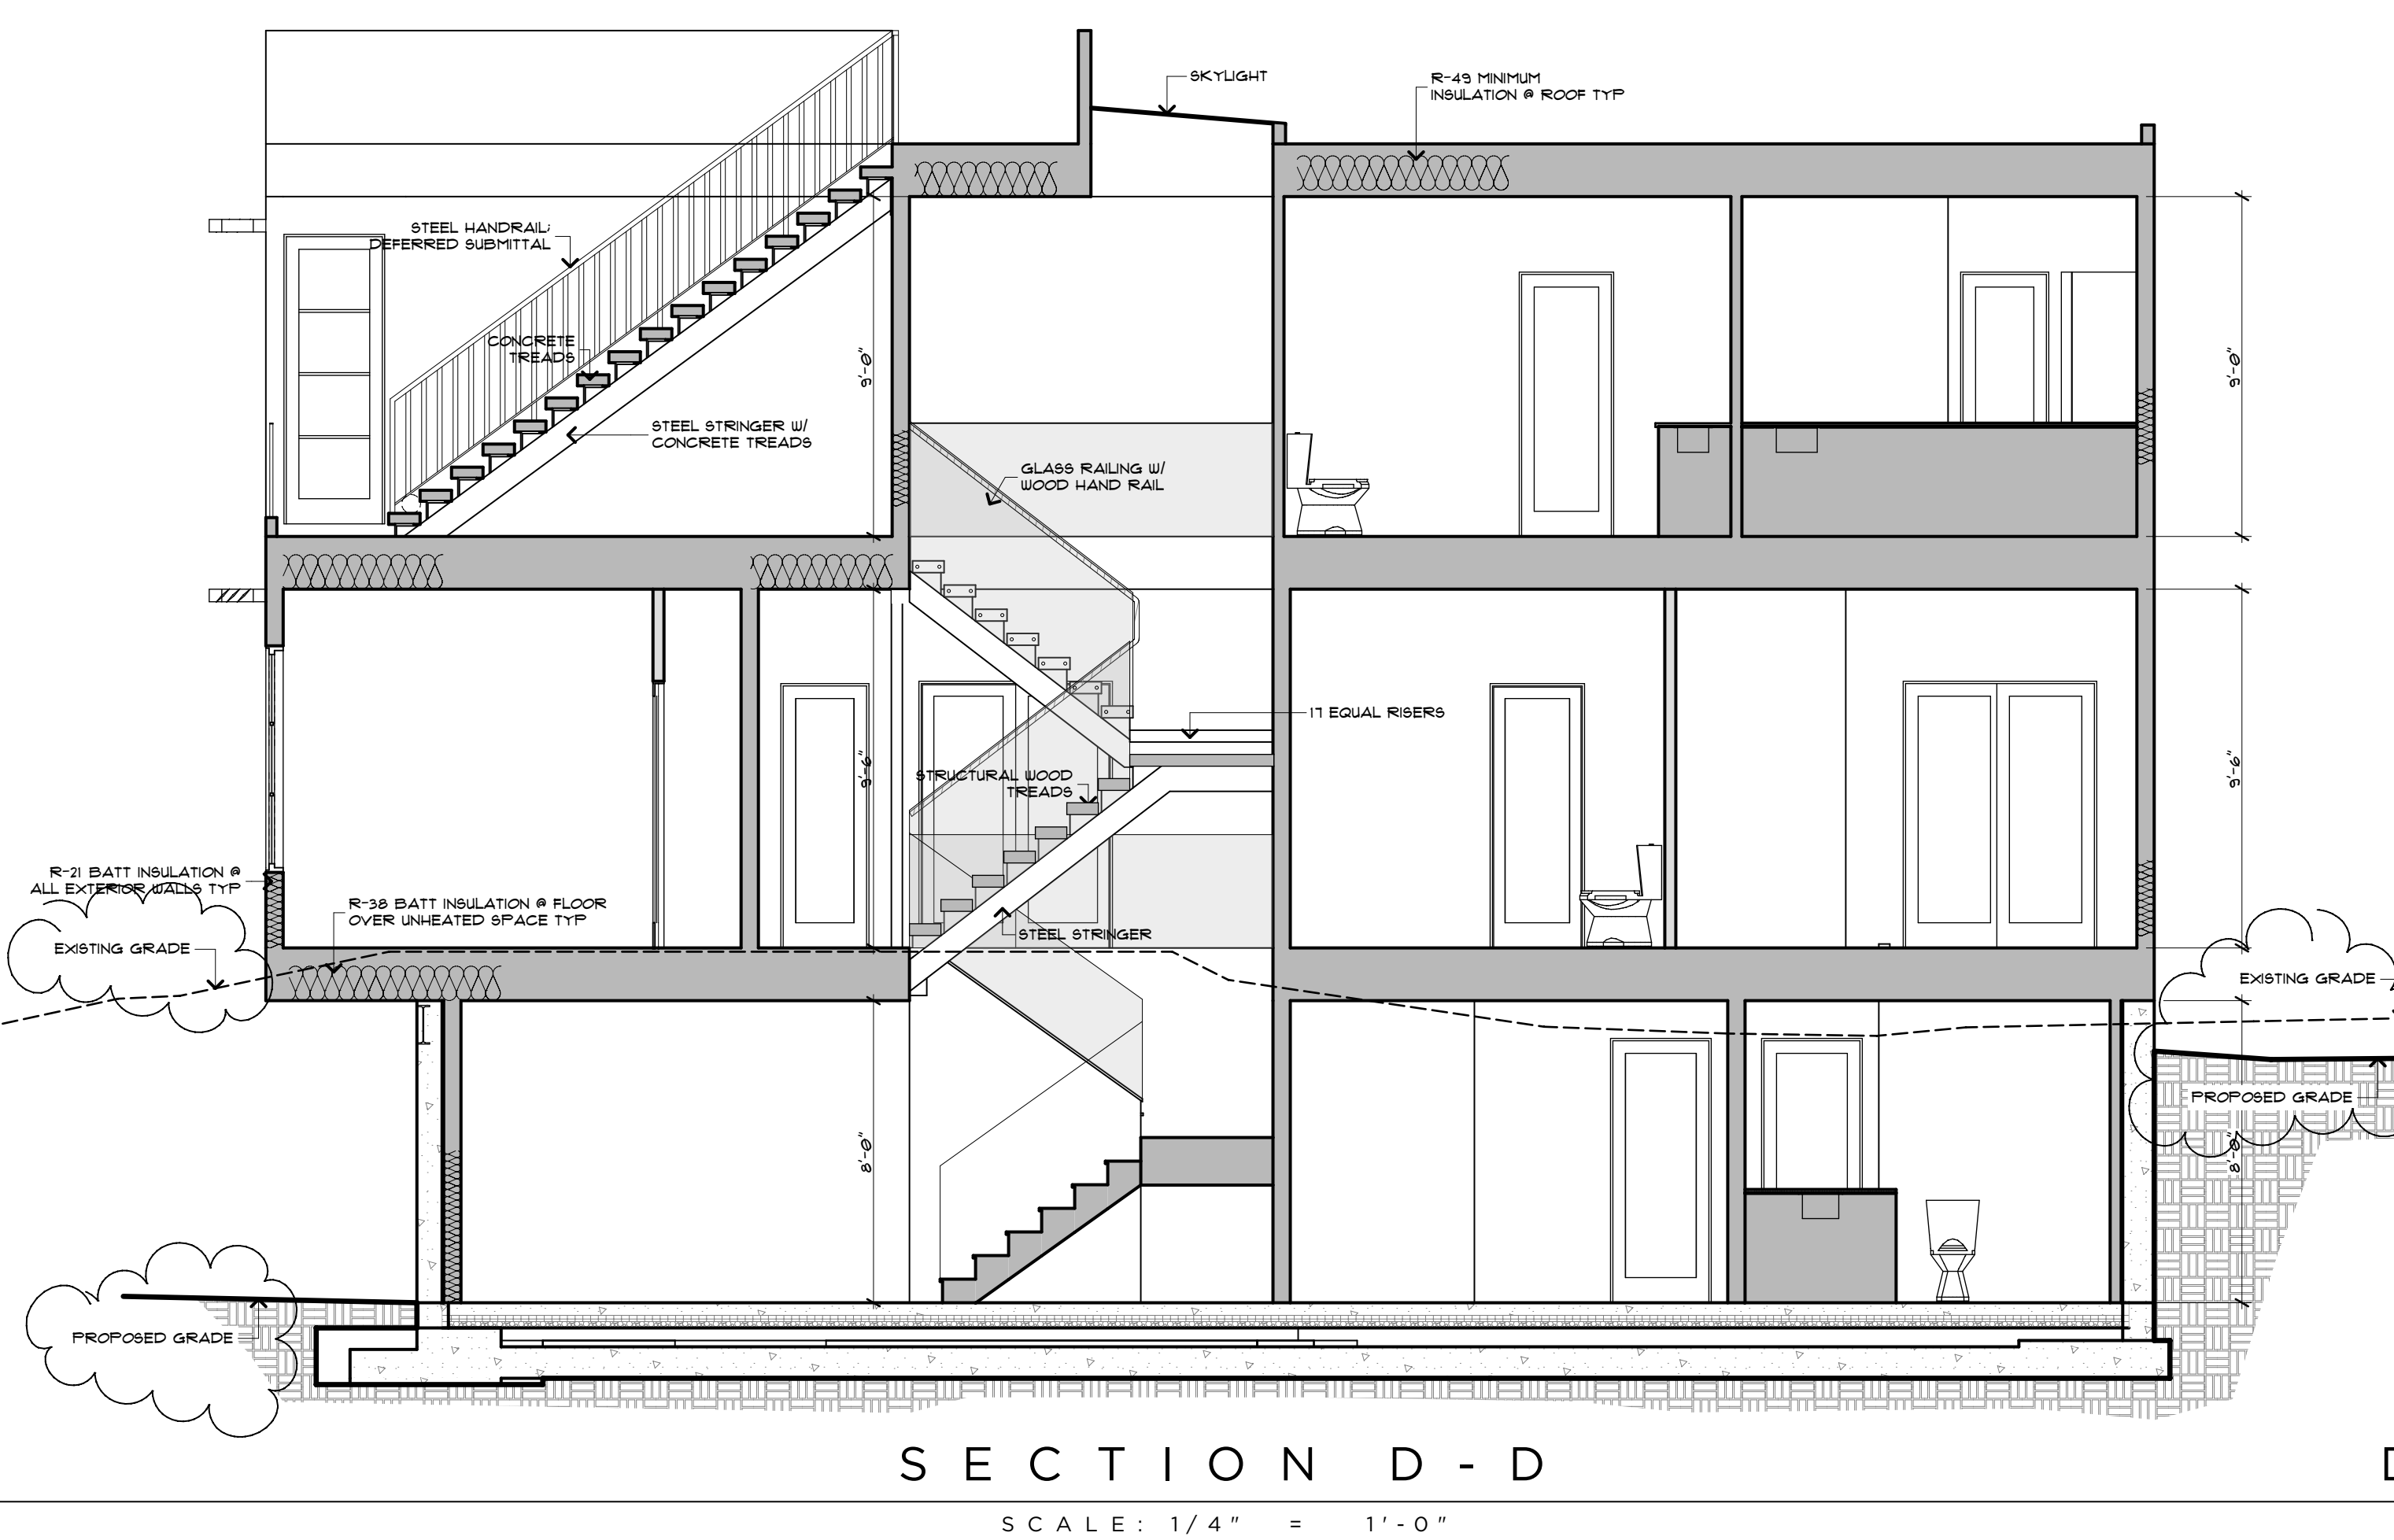 SKYLIGHT
R-49 MINIMUM
INSULATION @ ROOF TYP
STEEL HANDRAIL;
DEFERRED SUBMITTAL
CONCRETE
TREADS
9'-0"
9'-0"
STEEL STRINGER W/
CONCRETE TREADS
GLASS RAILING W/
WOOD HAND RAIL
17 EQUAL RISERS
9'-6"
9'-6"
STRUCTURAL WOOD
TREADS
R-21 BATT INSULATION @
ALL EXTERIOR WALLS TYP
R-38 BATT INSULATION @ FLOOR
OVER UNHEATED SPACE TYP
STEEL STRINGER
EXISTING GRADE
EXISTING GRADE
PROPOSED GRADE
8'-0"
8'-0"
PROPOSED GRADE
SECTION D-D
SCALE: 1/4" = 1'-0"